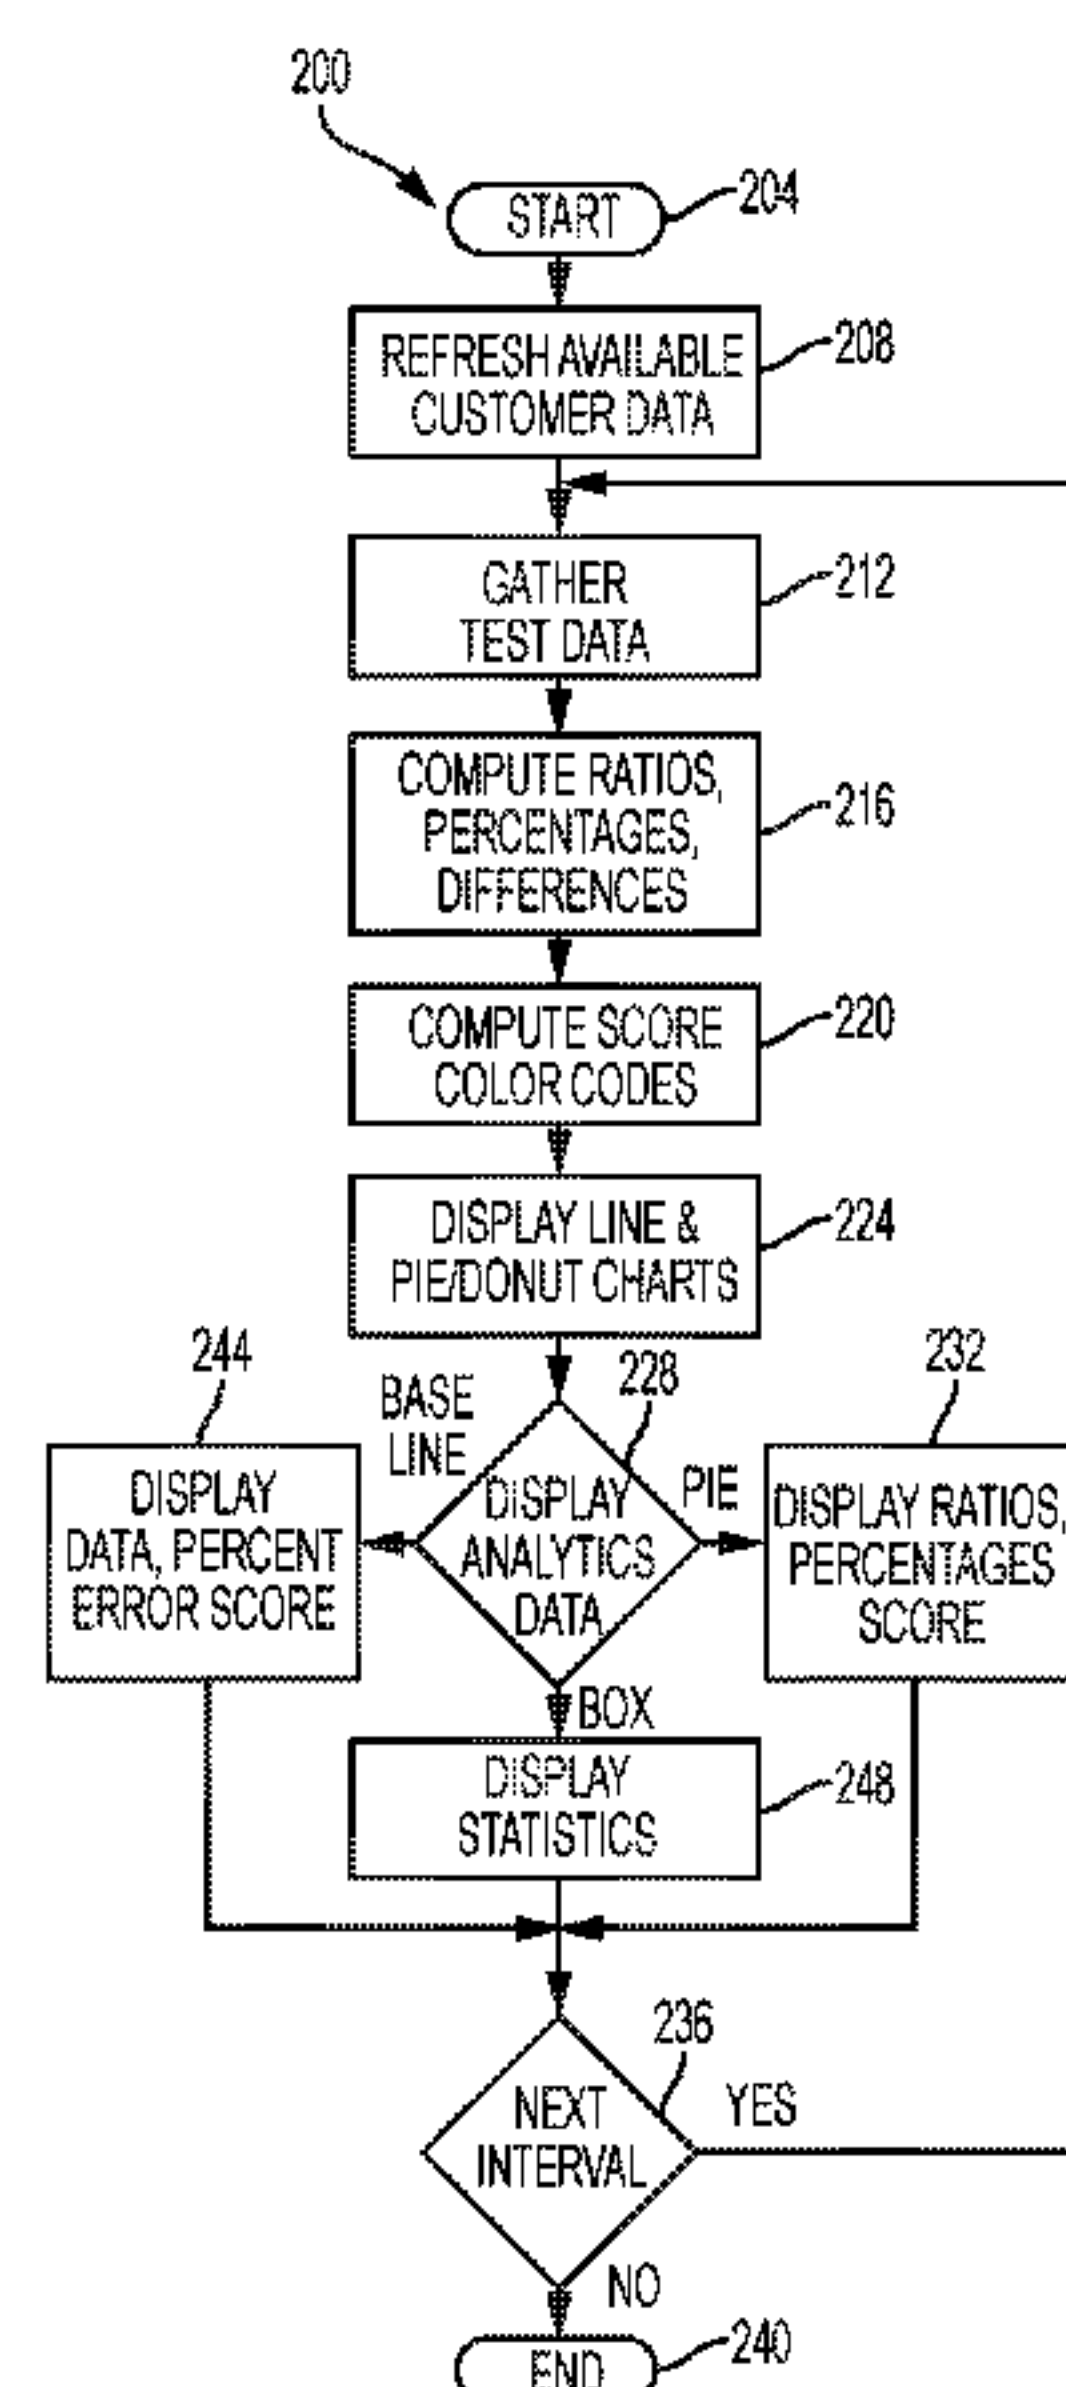 200
START
204
REFRESH AVAILABLE
CUSTOMER DATA
208
GATHER
TEST DATA
212
COMPUTE RATIOS,
PERCENTAGES,
DIFFERENCES
216
COMPUTE SCORE
COLOR CODES
220
DISPLAY LINE &
PIE/DONUT CHARTS
224
244
BASE
LINE
228
232
DISPLAY
DATA, PERCENT
ERROR SCORE
DISPLAY
ANALYTICS
DATA
PIE
DISPLAY RATIOS,
PERCENTAGES
SCORE
BOX
DISPLAY
STATISTICS
248
236
NEXT
INTERVAL
YES
NO
END
240